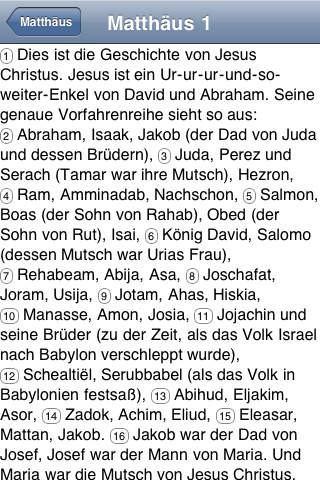 Matthäus
Matthäus 1
1 Dies ist die Geschichte von Jesus
Christus. Jesus ist ein Ur-ur-ur-und-so-
weiter-Enkel von David und Abraham. Seine
genaue Vorfahrenreihe sieht so aus:
2 Abraham, Isaak, Jakob (der Dad von Juda
und dessen Brüdern), 3 Juda, Perez und
Serach (Tamar war ihre Mutsch), Hezron,
4 Ram, Amminadab, Nachschon, 5 Salmon,
Boas (der Sohn von Rahab), Obed (der
Sohn von Rut), Isai, 6 König David, Salomo
(dessen Mutsch war Urias Frau),
7 Rehabeam, Abija, Asa, 8 Joschafat,
Joram, Usija, 9 Jotam, Ahas, Hiskia,
10 Manasse, Amon, Josia, 11 Jojachin und
seine Brüder (zu der Zeit, als das Volk Israel
nach Babylon verschleppt wurde),
12 Schealtiël, Serubbabel (als das Volk in
Babylonien festsaß), 13 Abihud, Eljakim,
Asor, 14 Zadok, Achim, Eliud, 15 Eleasar,
Mattan, Jakob. 16 Jakob war der Dad von
Josef, Josef war der Mann von Maria. Und
Maria war die Mutsch von Jesus Christus.